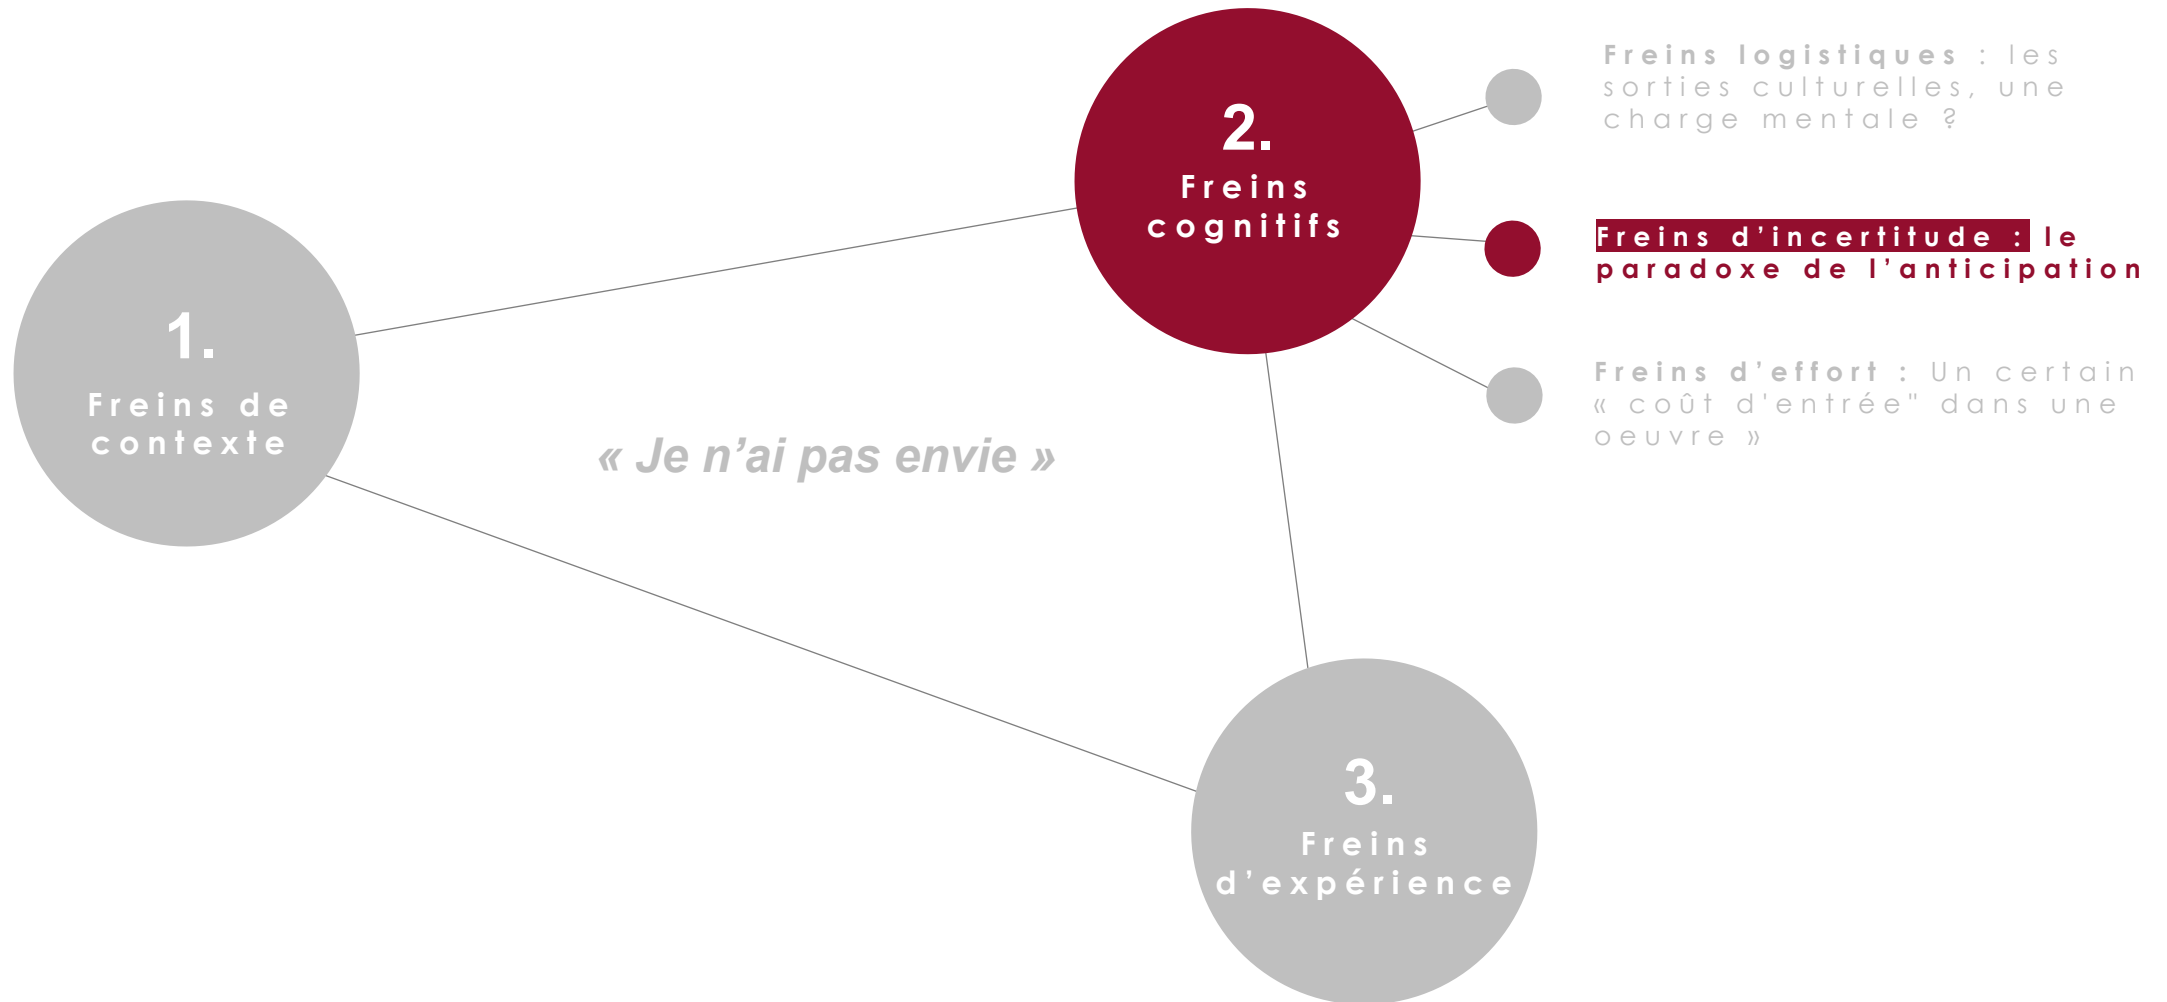 1.
Freins de
contexte
« Je n’ai pas envie »
2.
Freins
cognitifs
Freins logistiques : les
sorties culturelles, une
charge mentale ?
Freins d’incertitude : le
paradoxe de l’anticipation
Freins d’effort : Un certain
« coût d'entrée" dans une
oeuvre »
3.
Freins
d’expérience